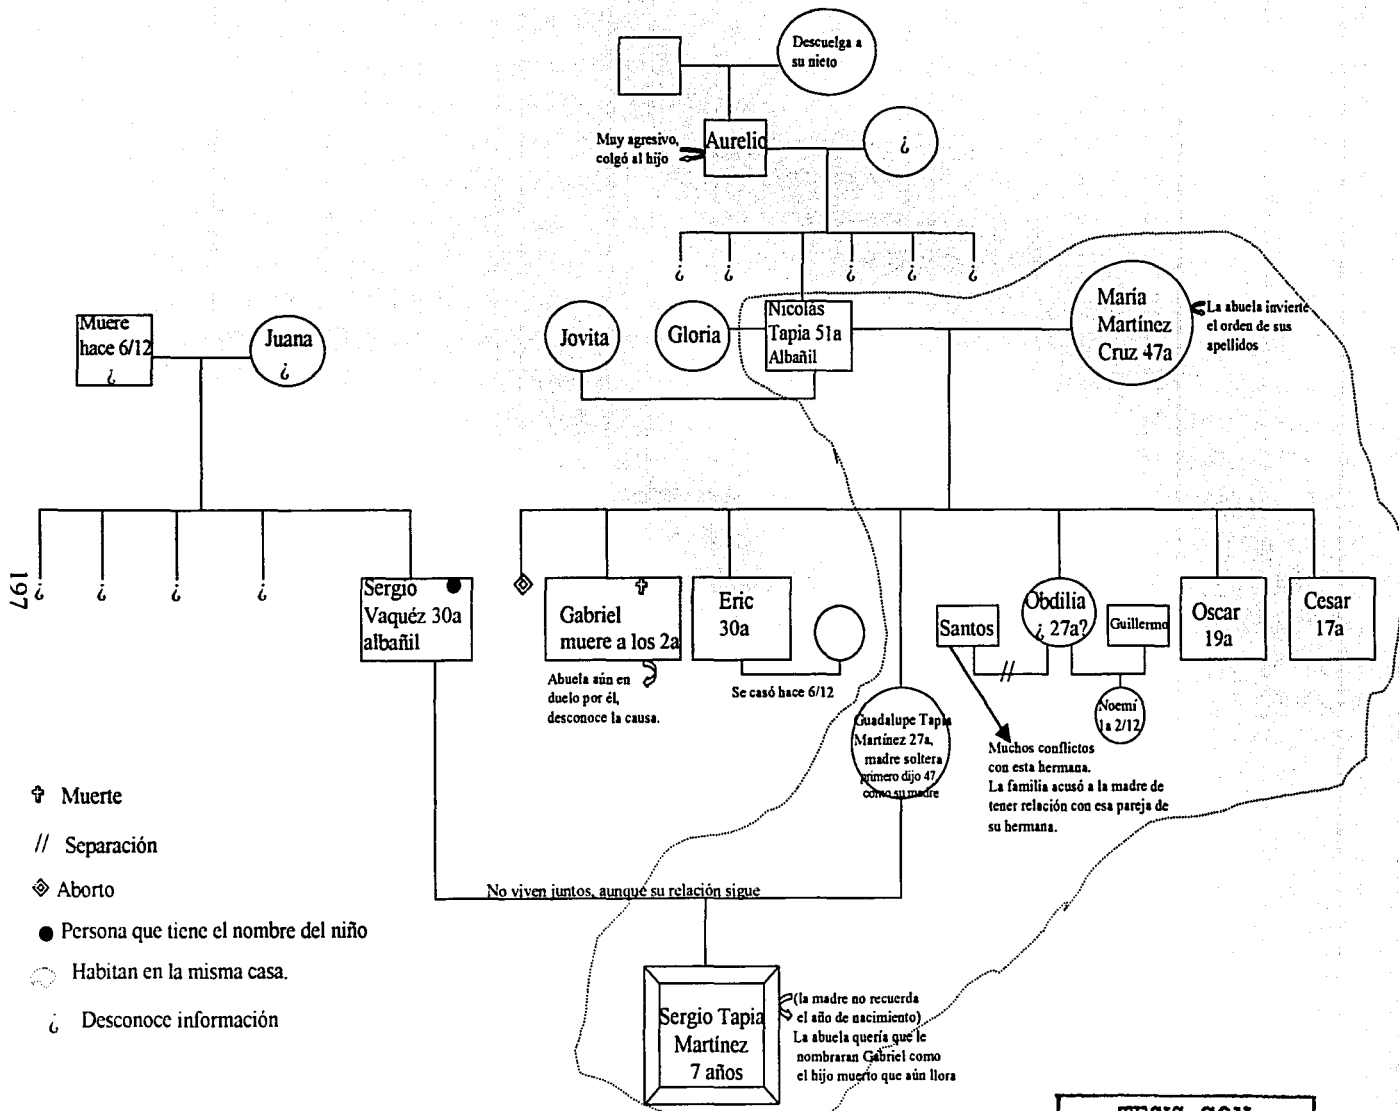 Descuelga a
su nieto
Muy agresivo,
colgó al hijo
Aurelio
¿
¿
¿
¿
¿
¿
Muere
hace 6/12
¿
Juana
¿
Jovita
Gloria
Nicolás
Tapia 51a
Albañil
María
Martínez
Cruz 47a
La abuela invierte
el orden de sus
apellidos
197
¿
¿
¿
¿
Sergio
Vaquéz 30a
albañil
Gabriel
muere a los 2a
Abuela aún en
duelo por él,
desconoce la causa.
Eric
30a
Se casó hace 6/12
Guadalupe Tapia
Martínez 27a,
madre soltera
primero dijo 47
como su madre
Santos
//
Obdilia
¿ 27a?
Guillermo
Noemí
1a 2/12
Muchos conflictos
con esta hermana.
La familia acusó a la madre de
tener relación con esa pareja de
su hermana.
Oscar
19a
Cesar
17a
Muerte
// Separación
Aborto
Persona que tiene el nombre del niño
Habitan en la misma casa.
¿ Desconoce información
No viven juntos, aunque su relación sigue
Sergio Tapia
Martínez
7 años
(la madre no recuerda
el año de nacimiento)
La abuela quería que le
nombraran Gabriel como
el hijo muerto que aún llora
TESIS CON